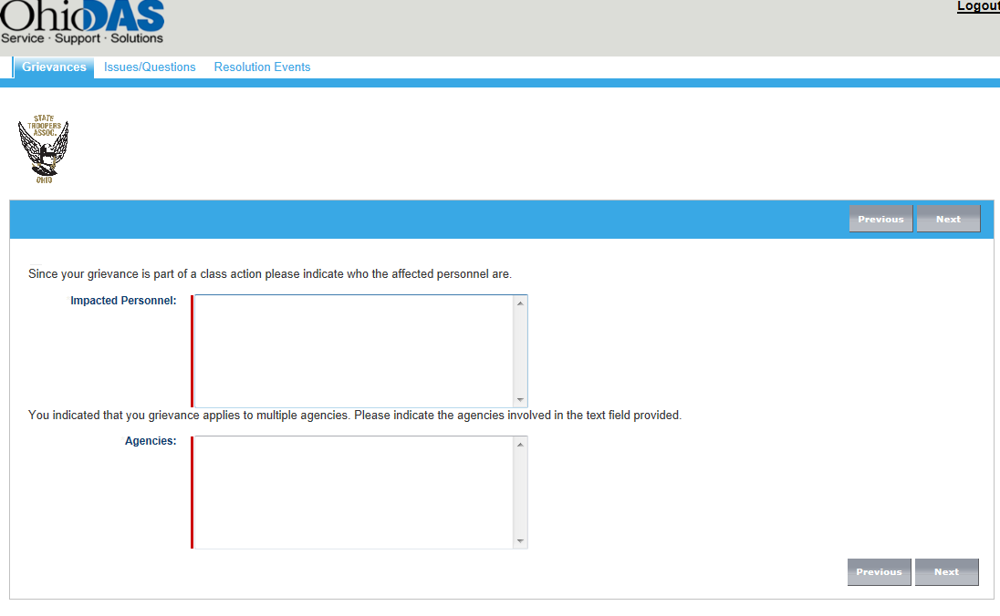 OhioDAS
Logout
Service · Support · Solutions
Grievances Issues/Questions Resolution Events
STATE
TROOPERS
ASSOC.
OHIO
Previous Next
Since your grievance is part of a class action please indicate who the affected personnel are.
Impacted Personnel:
You indicated that you grievance applies to multiple agencies. Please indicate the agencies involved in the text field provided.
Agencies:
Previous Next